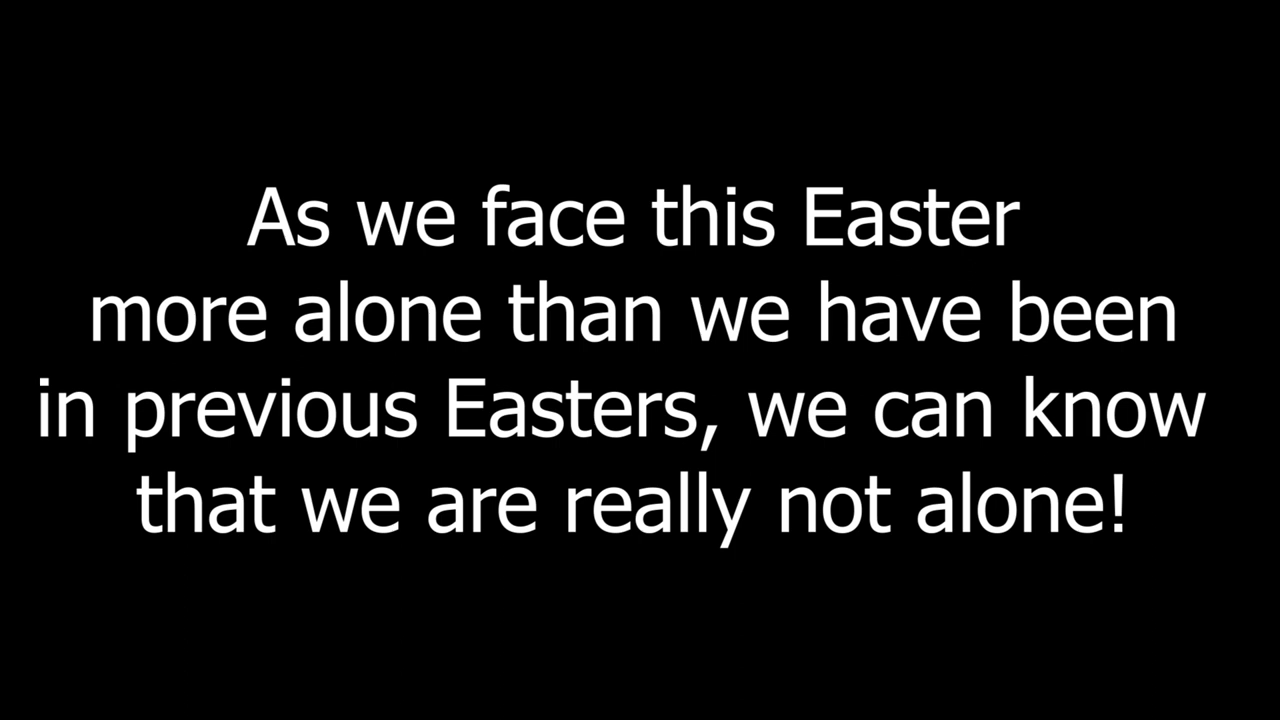 As we face this Easter
more alone than we have been
in previous Easters, we can know
that we are really not alone!